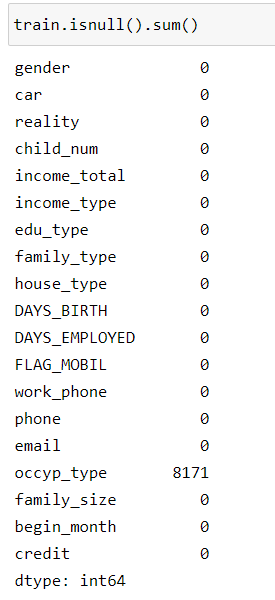 train.isnull().sum()
gender 0
car 0
reality 0
child_num 0
income_total 0
income_type 0
edu_type 0
family_type 0
house_type 0
DAYS_BIRTH 0
DAYS_EMPLOYED 0
FLAG_MOBIL 0
work_phone 0
phone 0
email 0
occyp_type 8171
family_size 0
begin_month 0
credit 0
dtype: int64